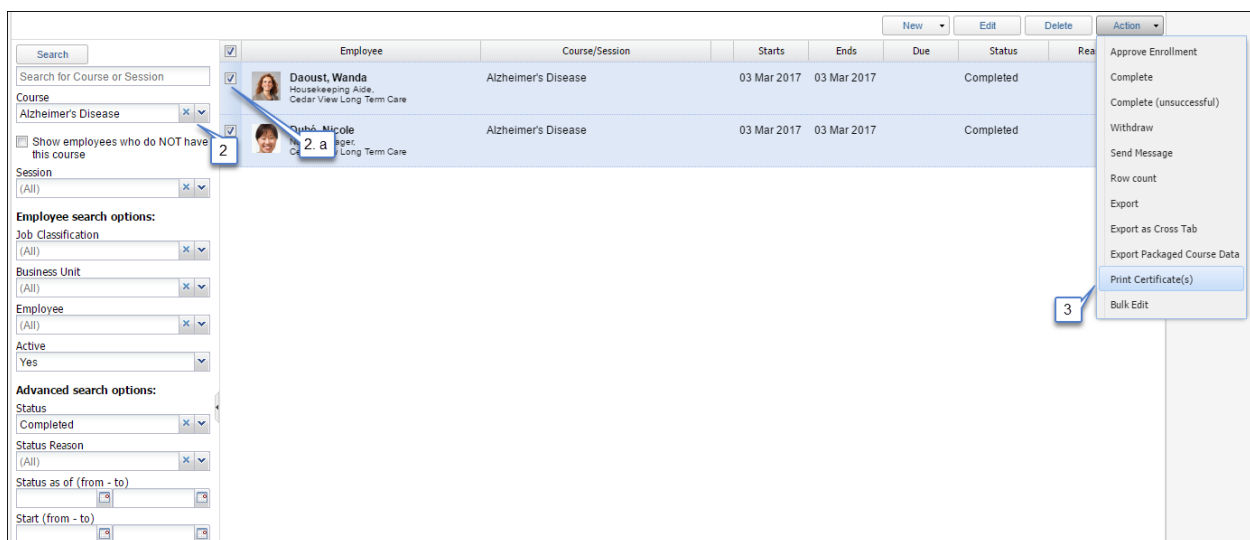 New Edit Delete Action
Search Employee Course/Session Starts Ends Due Status Rea
Search for Course or Session
Course
Alzheimer's Disease
Show employees who do NOT have
this course
Session
(All)
Employee search options:
Job Classification
(All)
Business Unit
(All)
Employee
(All)
Active
Yes
Advanced search options:
Status
Completed
Status Reason
(All)
Status as of (from - to)
Start (from - to)
Daoust, Wanda Alzheimer's Disease 03 Mar 2017 03 Mar 2017 Completed
Housekeeping Aide,
Cedar View Long Term Care
Nicole Alzheimer's Disease 03 Mar 2017 03 Mar 2017 Completed
Long Term Care
2
2. a
Approve Enrollment
Complete
Complete (unsuccessful)
Withdraw
Send Message
Row count
Export
Export as Cross Tab
Export Packaged Course Data
Print Certificate(s)
Bulk Edit
3